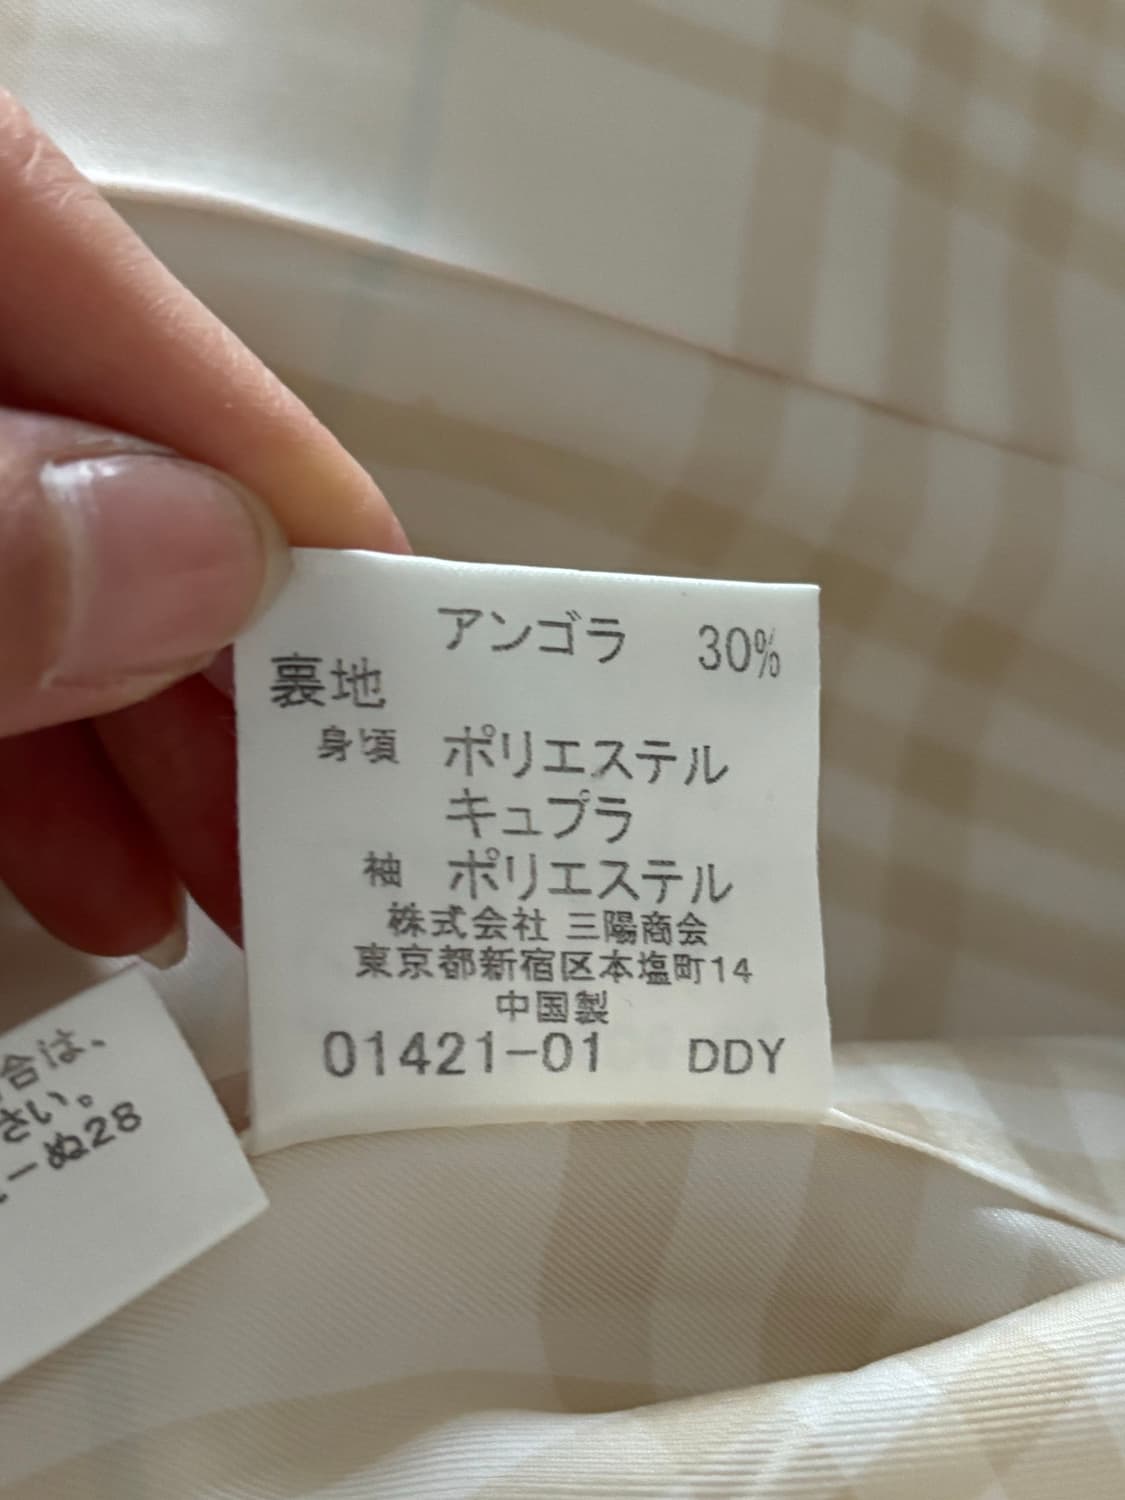 アンゴラ 30%
裏地
身頃 ポリエステル
キュプラ
袖 ポリエステル
株式会社 三陽商会
東京都新宿区本塩町14
中国製
01421-01 DDY
合は、
さい。
ーぬ28